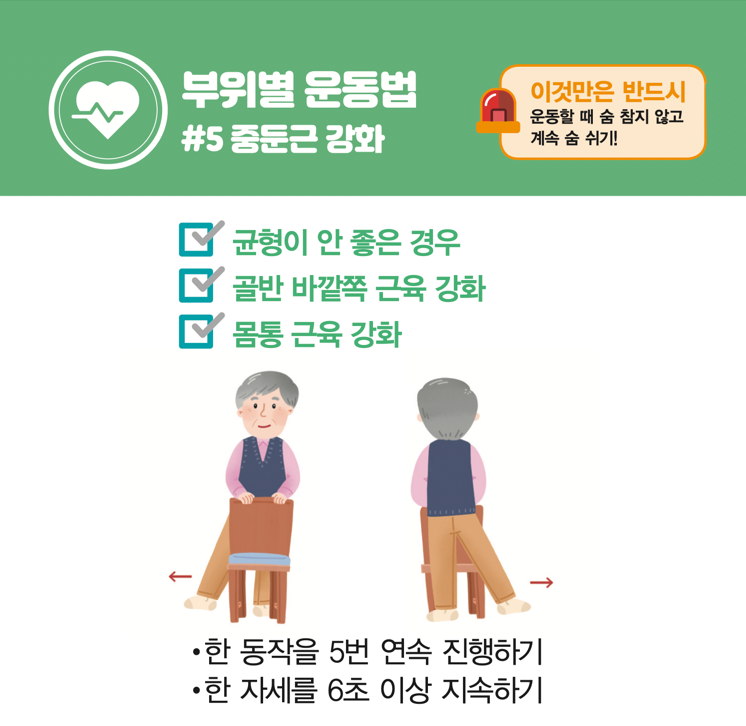 부위별 운동법
#5 중둔근 강화
이것만은 반드시
운동할 때 숨 참지 않고
계속 숨 쉬기!
균형이 안 좋은 경우
골반 바깥쪽 근육 강화
몸통 근육 강화
•한 동작을 5번 연속 진행하기
•한 자세를 6초 이상 지속하기